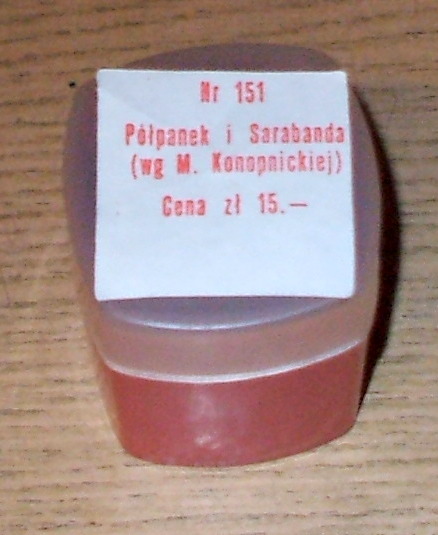 Nr 151
Półpanek i Sarabanda
(wg M. Konopnickiej)
Cena zł 15.—